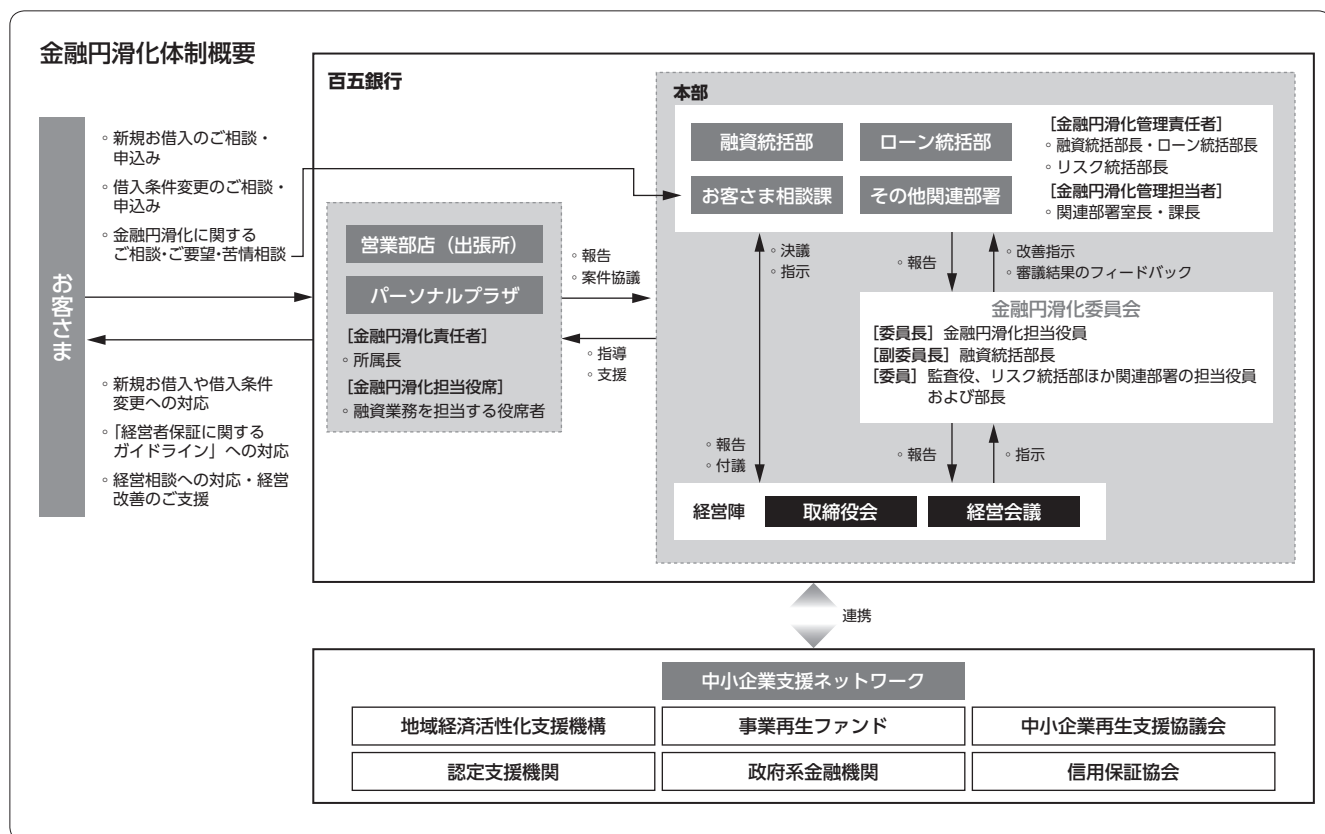 金融円滑化体制概要
お客さま
◦ 新規お借入のご相談・
申込み
◦ 借入条件変更のご相談・
申込み
◦ 金融円滑化に関する
ご相談・ご要望・苦情相談
◦ 新規お借入や借入条件
変更への対応
◦ 「経営者保証に関する
ガイドライン」への対応
◦ 経営相談への対応・経営
改善のご支援
百五銀行
営業部店（出張所）
パーソナルプラザ
［金融円滑化責任者］
◦ 所属長
［金融円滑化担当役席］
◦ 融資業務を担当する役席者
◦ 報告
◦ 案件協議
◦ 指導
◦ 支援
本部
融資統括部
ローン統括部
お客さま相談課
その他関連部署
［金融円滑化管理責任者］
◦ 融資統括部長・ローン統括部長
◦ リスク統括部長
［金融円滑化管理担当者］
◦ 関連部署室長・課長
◦ 決議
◦ 指示
◦ 報告
◦ 改善指示
◦ 審議結果のフィードバック
金融円滑化委員会
［委員長］金融円滑化担当役員
［副委員長］融資統括部長
［委員］監査役、リスク統括部ほか関連部署の担当役員
および部長
◦ 報告
◦ 付議
◦ 報告
◦ 指示
経営陣
取締役会
経営会議
連携
中小企業支援ネットワーク
地域経済活性化支援機構
事業再生ファンド
中小企業再生支援協議会
認定支援機関
政府系金融機関
信用保証協会